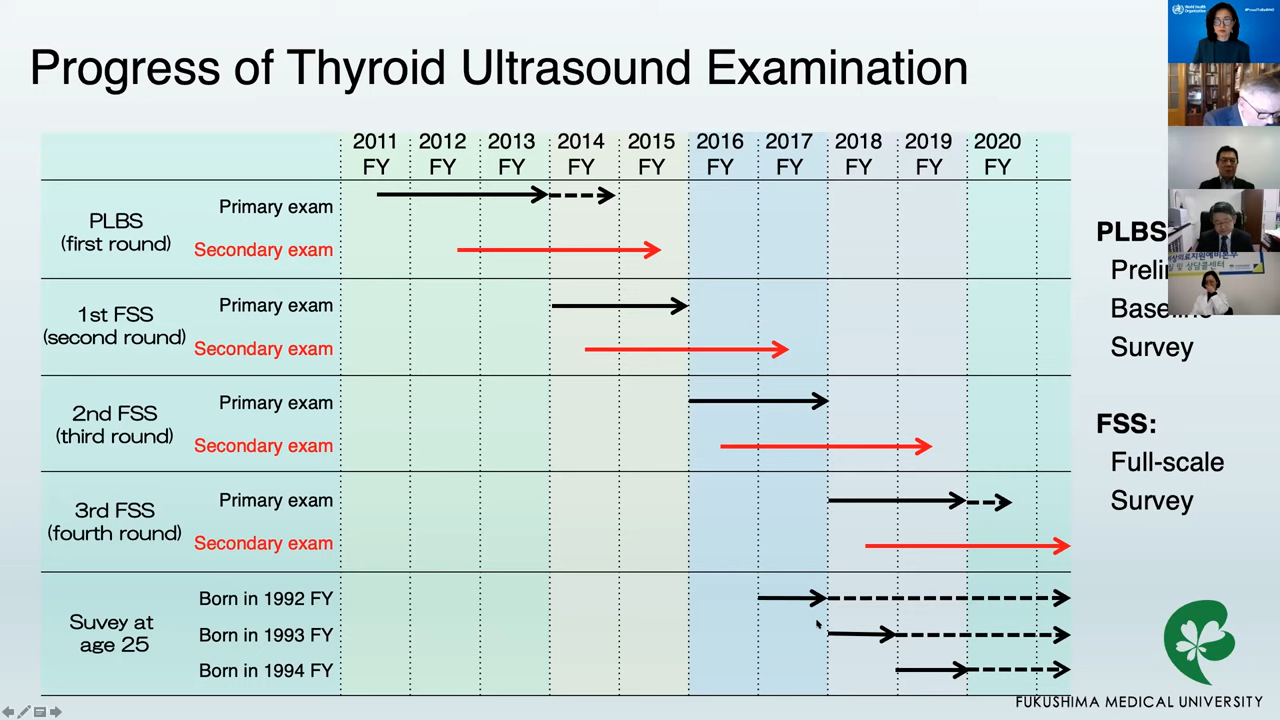 Progress of Thyroid Ultrasound Examination
World Health Organization
2011 FY
2012 FY
2013 FY
2014 FY
2015 FY
2016 FY
2017 FY
2018 FY
2019 FY
2020 FY
PLBS
(first round)
Primary exam
Secondary exam
1st FSS
(second round)
Primary exam
Secondary exam
2nd FSS
(third round)
Primary exam
Secondary exam
3rd FSS
(fourth round)
Primary exam
Secondary exam
Suvey at
age 25
Born in 1992 FY
Born in 1993 FY
Born in 1994 FY
PLBS
Survey
FSS:
Full-scale
Survey
FUKUSHIMA MEDICAL UNIVERSITY